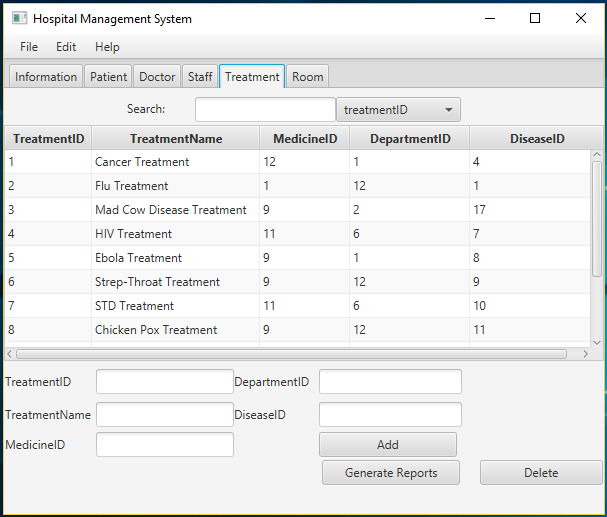 Hospital Management System
File Edit Help
Information Patient Doctor Staff Treatment Room
Search: treatmentID
TreatmentID TreatmentName MedicineID DepartmentID DiseaseID
1 Cancer Treatment 12 1 4
2 Flu Treatment 1 12 1
3 Mad Cow Disease Treatment 9 2 17
4 HIV Treatment 11 6 7
5 Ebola Treatment 9 1 8
6 Strep-Throat Treatment 9 12 9
7 STD Treatment 11 6 10
8 Chicken Pox Treatment 9 12 11
TreatmentID DepartmentID
TreatmentName DiseaseID
MedicineID Add
Generate Reports Delete